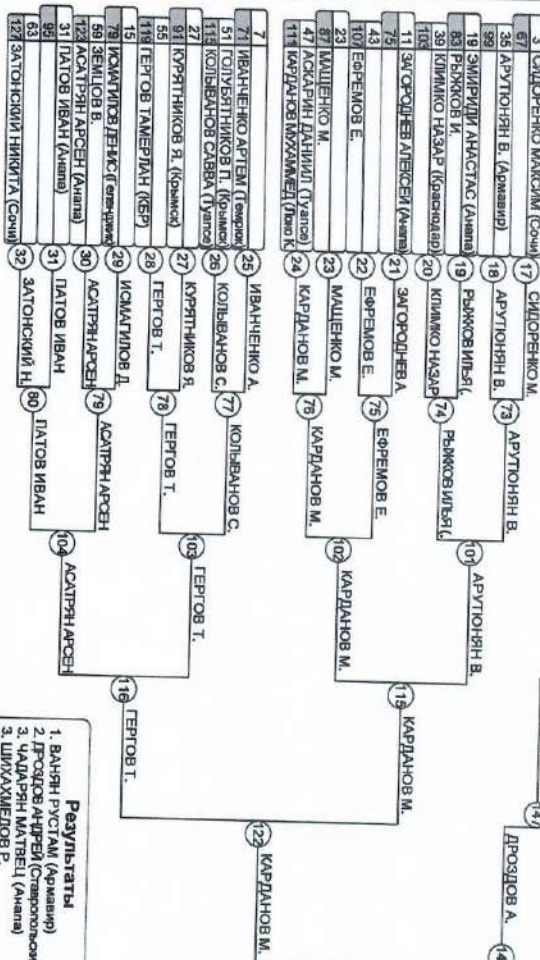 3 СИДОРЕНКО МАКСИМ (Сочи)
67
35 АРУТЮНЯН В. (Армавир)
99
19 ЭМИРИДИ АНАСТАС (Анапа)
83 РЫЖКОВ И.
39 КЛИМКО НАЗАР (Краснодар)
103
11 ЗАГОРОДНЕВ АЛЕКСЕЙ (Анапа)
75
43
107 ЕФРЕМОВ Е.
23
87 МАЩЕНКО М.
47 АСКАРИН ДАНИИЛ (Туапсе)
111 КАРДАНОВ МУХАММЕД
7
71 ИВАНЧЕНКО АРТЕМ (Темрюк)
51 ГОЛУБЯТНИКОВ П. (Крымск)
115 КОЛЫВАНОВ САВВА (Туапсе)
27
91 КУРЯТНИКОВ Я. (Крымск)
55
119 ГЕРГОВ ТАМЕРЛАН (КБР)
15
79 ИСМАГИЛОВ ДЕНИС (Геленджик)
59 ЗЕМЦОВ В.
123 АСАТРЯН АРСЕН (Анапа)
31 ПАТОВ ИВАН (Анапа)
95
63
127 ЗАТОНСКИЙ НИКИТА (Сочи)
17 СИДОРЕНКО М.
18 АРУТЮНЯН В.
19 РЫЖКОВ ИЛЬЯ (.
20 КЛИМКО НАЗАР
21 ЗАГОРОДНЕВ А.
22 ЕФРЕМОВ Е.
23 МАЩЕНКО М.
24 КАРДАНОВ М.
25 ИВАНЧЕНКО А.
26 КОЛЫВАНОВ С.
27 КУРЯТНИКОВ Я.
28 ГЕРГОВ Т.
29 ИСМАГИЛОВ Д.
30 АСАТРЯН АРСЕН
31 ПАТОВ ИВАН
32 ЗАТОНСКИЙ Н.
73 АРУТЮНЯН В.
74 РЫЖКОВ ИЛЬЯ (.
75 ЕФРЕМОВ Е.
76 КАРДАНОВ М.
77 КОЛЫВАНОВ С.
78 ГЕРГОВ Т.
79 АСАТРЯН АРСЕН
80 ПАТОВ ИВАН
101 АРУТЮНЯН В.
102 КАРДАНОВ М.
103 ГЕРГОВ Т.
104 АСАТРЯН АРСЕН
115 КАРДАНОВ М.
116 ГЕРГОВ Т.
147 ДРОЗДОВ А.
122 КАРДАНОВ М.
Результаты
1. ВАНЯН РУСТАМ (Армавир)
2. ДРОЗДОВ АНДРЕЙ (Ставропольский
3. ЧАДАРЯН МАТВЕЦ (Анапа)
3. ШИХАХМЕДОВ Р.